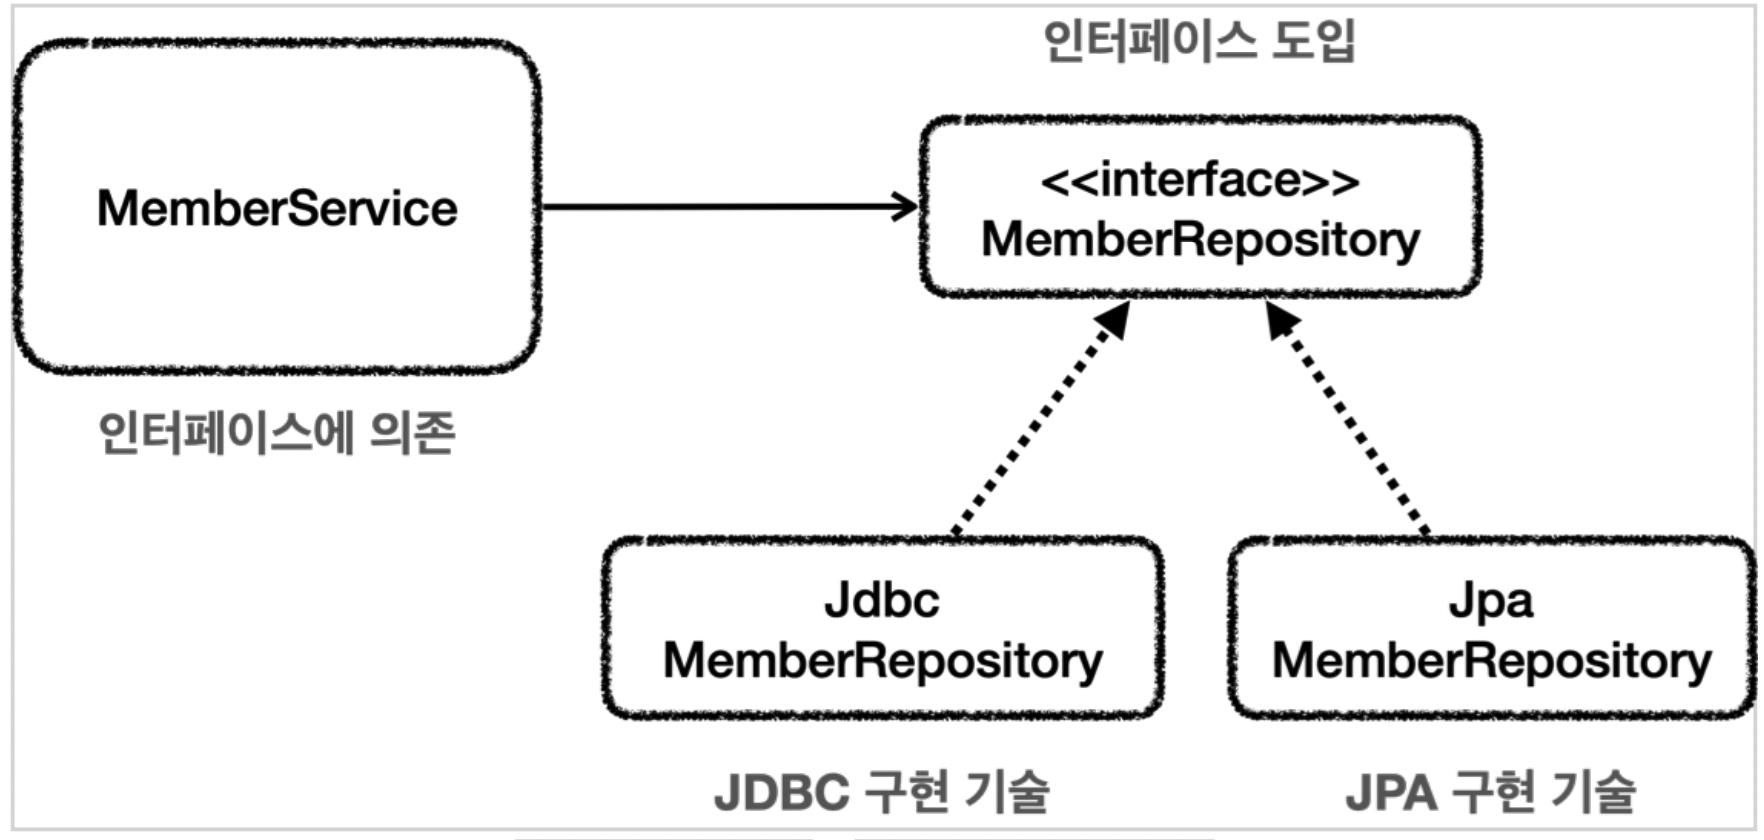 인터페이스 도입
<<interface>>
MemberRepository
MemberService
인터페이스에 의존
Jdbc
MemberRepository
Jpa
MemberRepository
JDBC 구현 기술
JPA 구현 기술